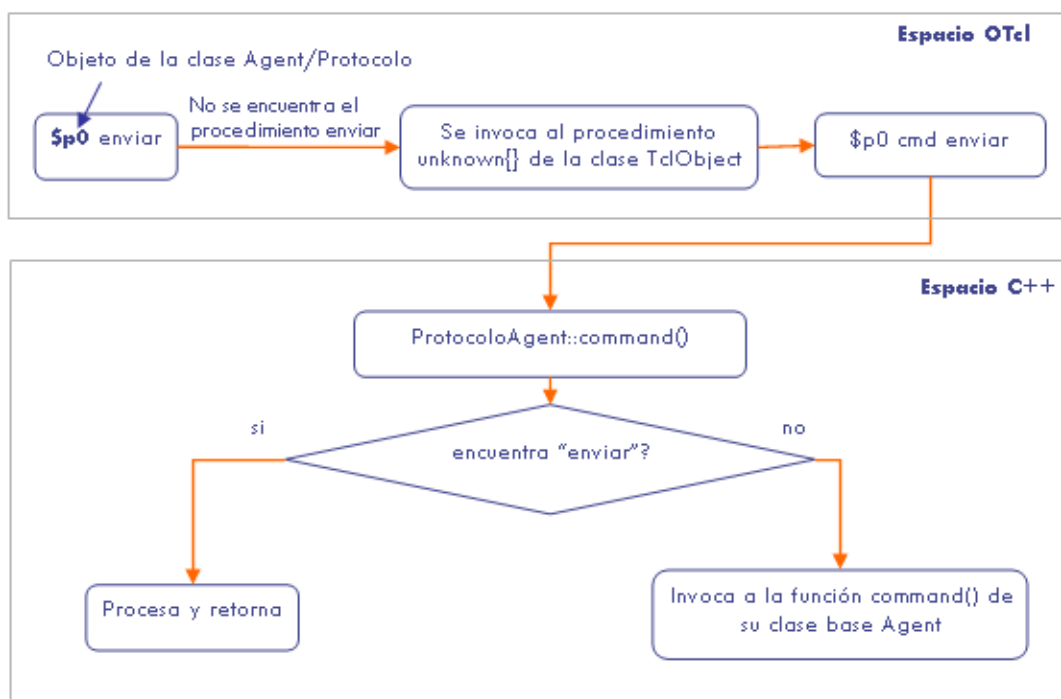 Espacio OTcl
Objeto de la clase Agent/Protocolo
No se encuentra el
procedimiento enviar
$p0 enviar
Se invoca al procedimiento
unknown{} de la clase TclObject
$p0 cmd enviar
Espacio C++
ProtocoloAgent::command()
si
no
encuentra “enviar”?
Procesa y retorna
Invoca a la función command() de
su clase base Agent